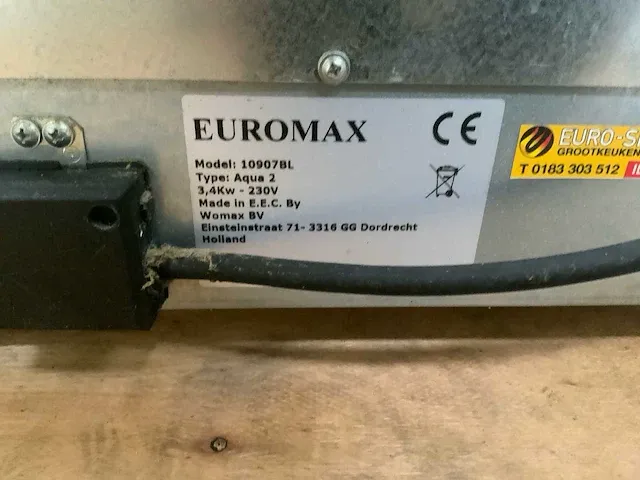 EUROMAX CE
Model: 10907BL
Type: Aqua 2
3,4Kw - 230V
Made in E.E.C. By
Womax BV
Einsteinstraat 71- 3316 GG Dordrecht
Holland
GROOTKEUKEN
T 0183 303 512